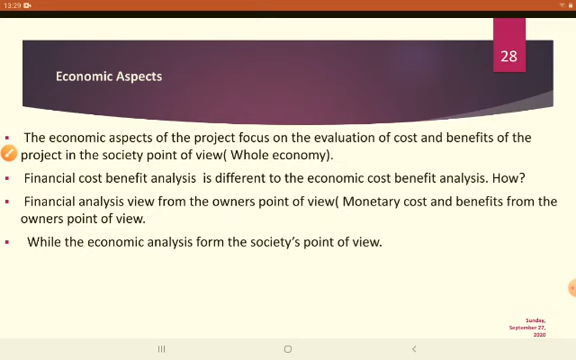 13:29
28
Economic Aspects
The economic aspects of the project focus on the evaluation of cost and benefits of the
project in the society point of view( Whole economy).
Financial cost benefit analysis is different to the economic cost benefit analysis. How?
Financial analysis view from the owners point of view( Monetary cost and benefits from the
owners point of view.
While the economic analysis form the society's point of view.
Sunday,
September 27,
2020